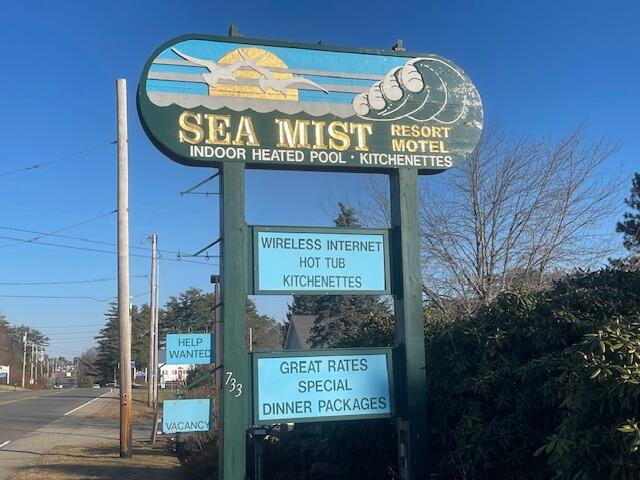 SEA MIST RESORT
MOTEL
INDOOR HEATED POOL · KITCHENETTES
WIRELESS INTERNET
HOT TUB
KITCHENETTES
HELP
WANTED
733
GREAT RATES
SPECIAL
DINNER PACKAGES
VACANCY